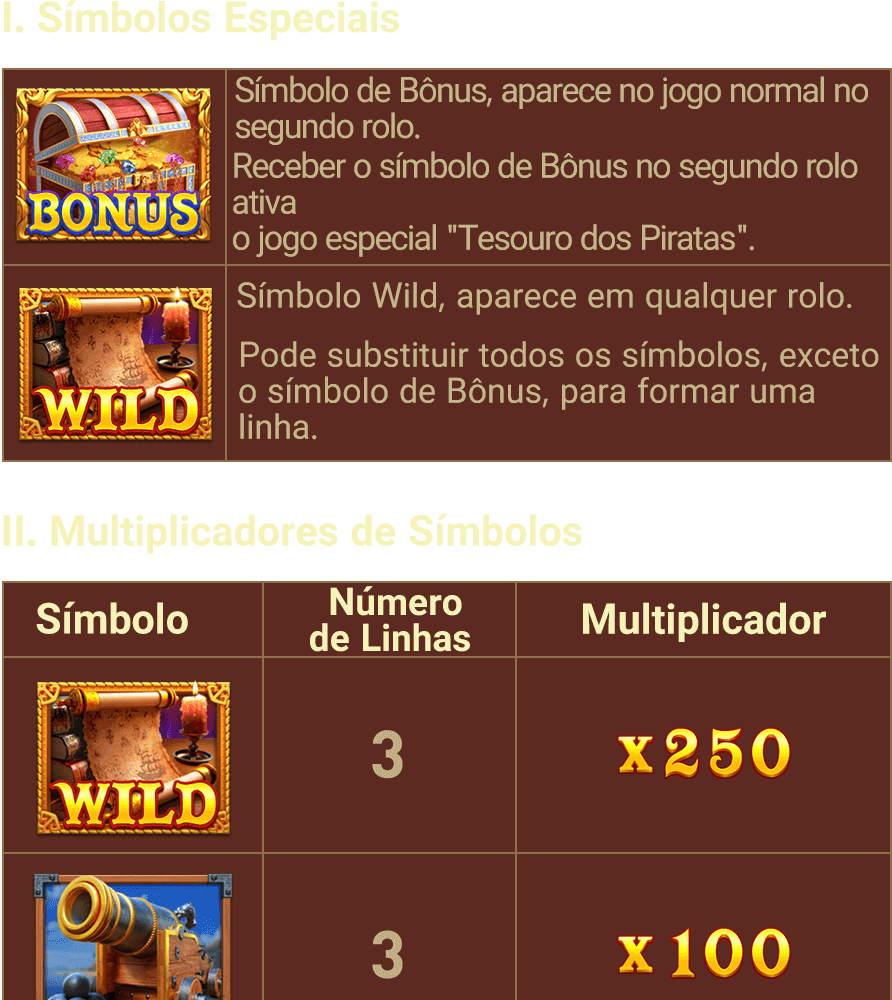 I. Símbolos Especiais
Símbolo de Bônus, aparece no jogo normal no
segundo rolo.
Receber o símbolo de Bônus no segundo rolo
ativa
o jogo especial "Tesouro dos Piratas".
BONUS
Símbolo Wild, aparece em qualquer rolo.
Pode substituir todos os símbolos, exceto
o símbolo de Bônus, para formar uma
linha.
WILD
II. Multiplicadores de Símbolos
Símbolo
Número
de Linhas
Multiplicador
WILD
3
x250
3
x100